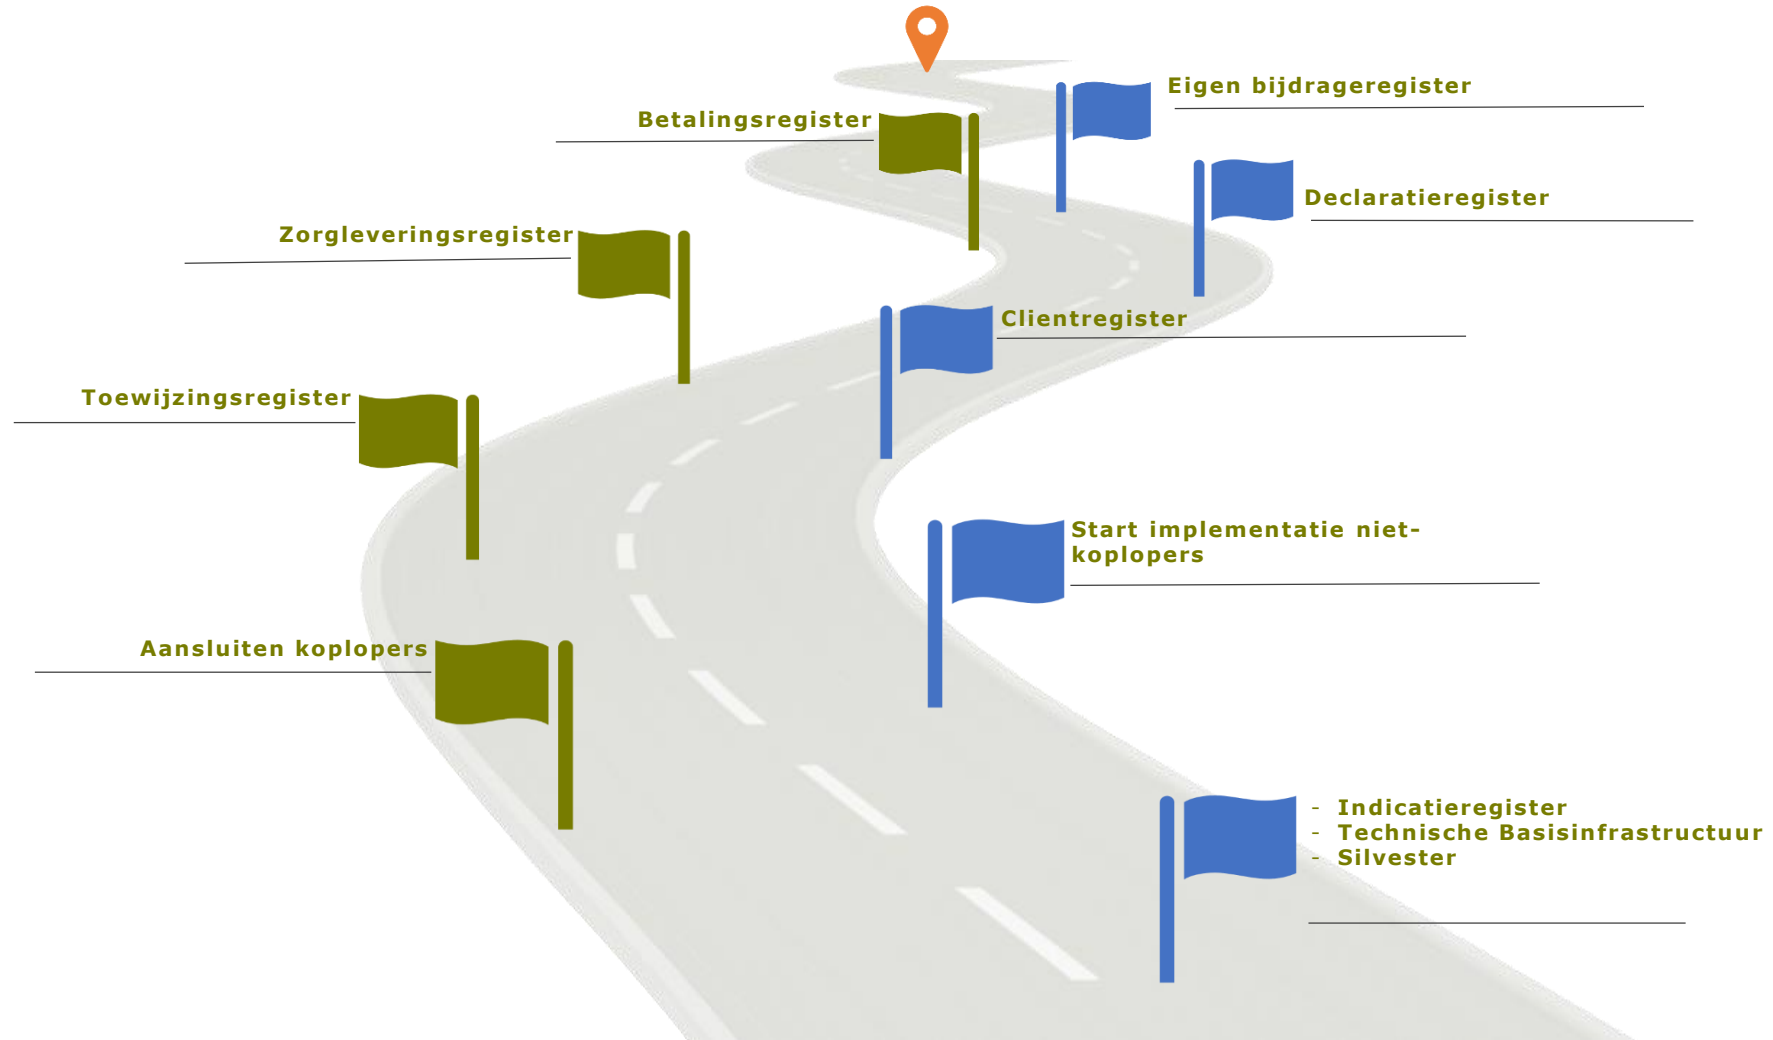 Eigen bijdrageregister
Betalingsregister
Declaratieregister
Zorgleveringsregister
Clientregister
Toewijzingsregister
Start implementatie niet-
koplopers
Aansluiten koplopers
- Indicatieregister
- Technische Basisinfrastructuur
- Silvester